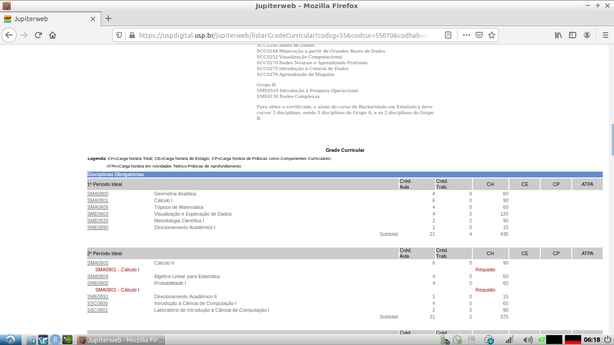 Jupiterweb - Mozilla Firefox
Jupiterweb
https://uspdigital.usp.br/jupiterweb/listarGradeCurricular?codcg=55&codcur=55070&codhab=
SCC0240 Bases de Dados
SCC0244 Mineração a partir de Grandes Bases de Dados
SCC0252 Visualização Computacional
SCC0270 Redes Neurais e Aprendizado Profundo
SCC0275 Introdução à Ciência de Dados
SCC0276 Aprendizado de Máquina
Grupo B:
SME0510 Introdução à Pesquisa Operacional
SME0130 Redes Complexas
Para obter o certificado, o aluno do curso de Bacharelado em Estatística deve
cursar 5 disciplinas, sendo 3 disciplinas do Grupo A, e as 2 disciplinas do Grupo
B.
Grade Curricular
Legenda: CH=Carga horária Total; CE=Carga horária de Estágio; CP=Carga horária de Práticas como Componentes Curriculares;
ATPA=Carga horária em Atividades Teórico-Práticas de Aprofundamento
Disciplinas Obrigatórias
1º Período Ideal Créd. Aula Créd. Trab. CH CE CP ATPA
SMA0800 Geometria Analítica 4 0 60
SMA0801 Cálculo I 6 0 90
SMA0805 Tópicos de Matemática 4 0 60
SME0803 Visualização e Exploração de Dados 4 2 120
SME0825 Metodologia Científica I 2 2 90
SME0890 Direcionamento Acadêmico I 1 0 15
Subtotal: 21 4 435
2º Período Ideal Créd. Aula Créd. Trab. CH CE CP ATPA
SMA0802 Cálculo II 6 0 90
SMA0801 - Cálculo I Requisito
SMA0804 Álgebra Linear para Estatística 4 0 60
SME0800 Probabilidade I 4 0 60
SMA0801 - Cálculo I Requisito
SME0891 Direcionamento Acadêmico II 1 0 15
SSC0800 Introdução à Ciência de Computação I 4 0 60
SSC0801 Laboratório de Introdução à Ciência de Computação I 2 2 90
Subtotal: 21 2 375
Créd. Créd.
Jupiterweb - Mozilla Fir...
47
06:18